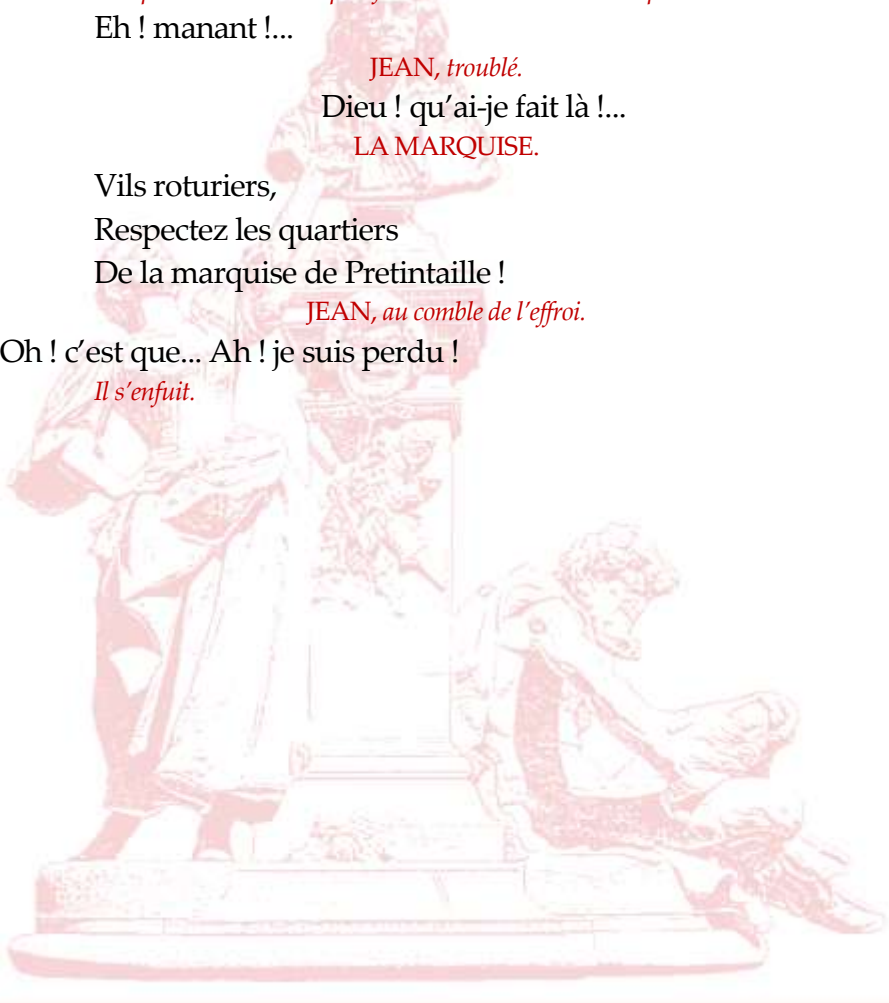 Eh ! manant !...
JEAN, troublé.
Dieu ! qu’ai-je fait là !...
LA MARQUISE.
Vils roturiers,
Respectez les quartiers
De la marquise de Pretintaille !
JEAN, au comble de l’effroi.
Oh ! c’est que... Ah ! je suis perdu !
Il s’enfuit.